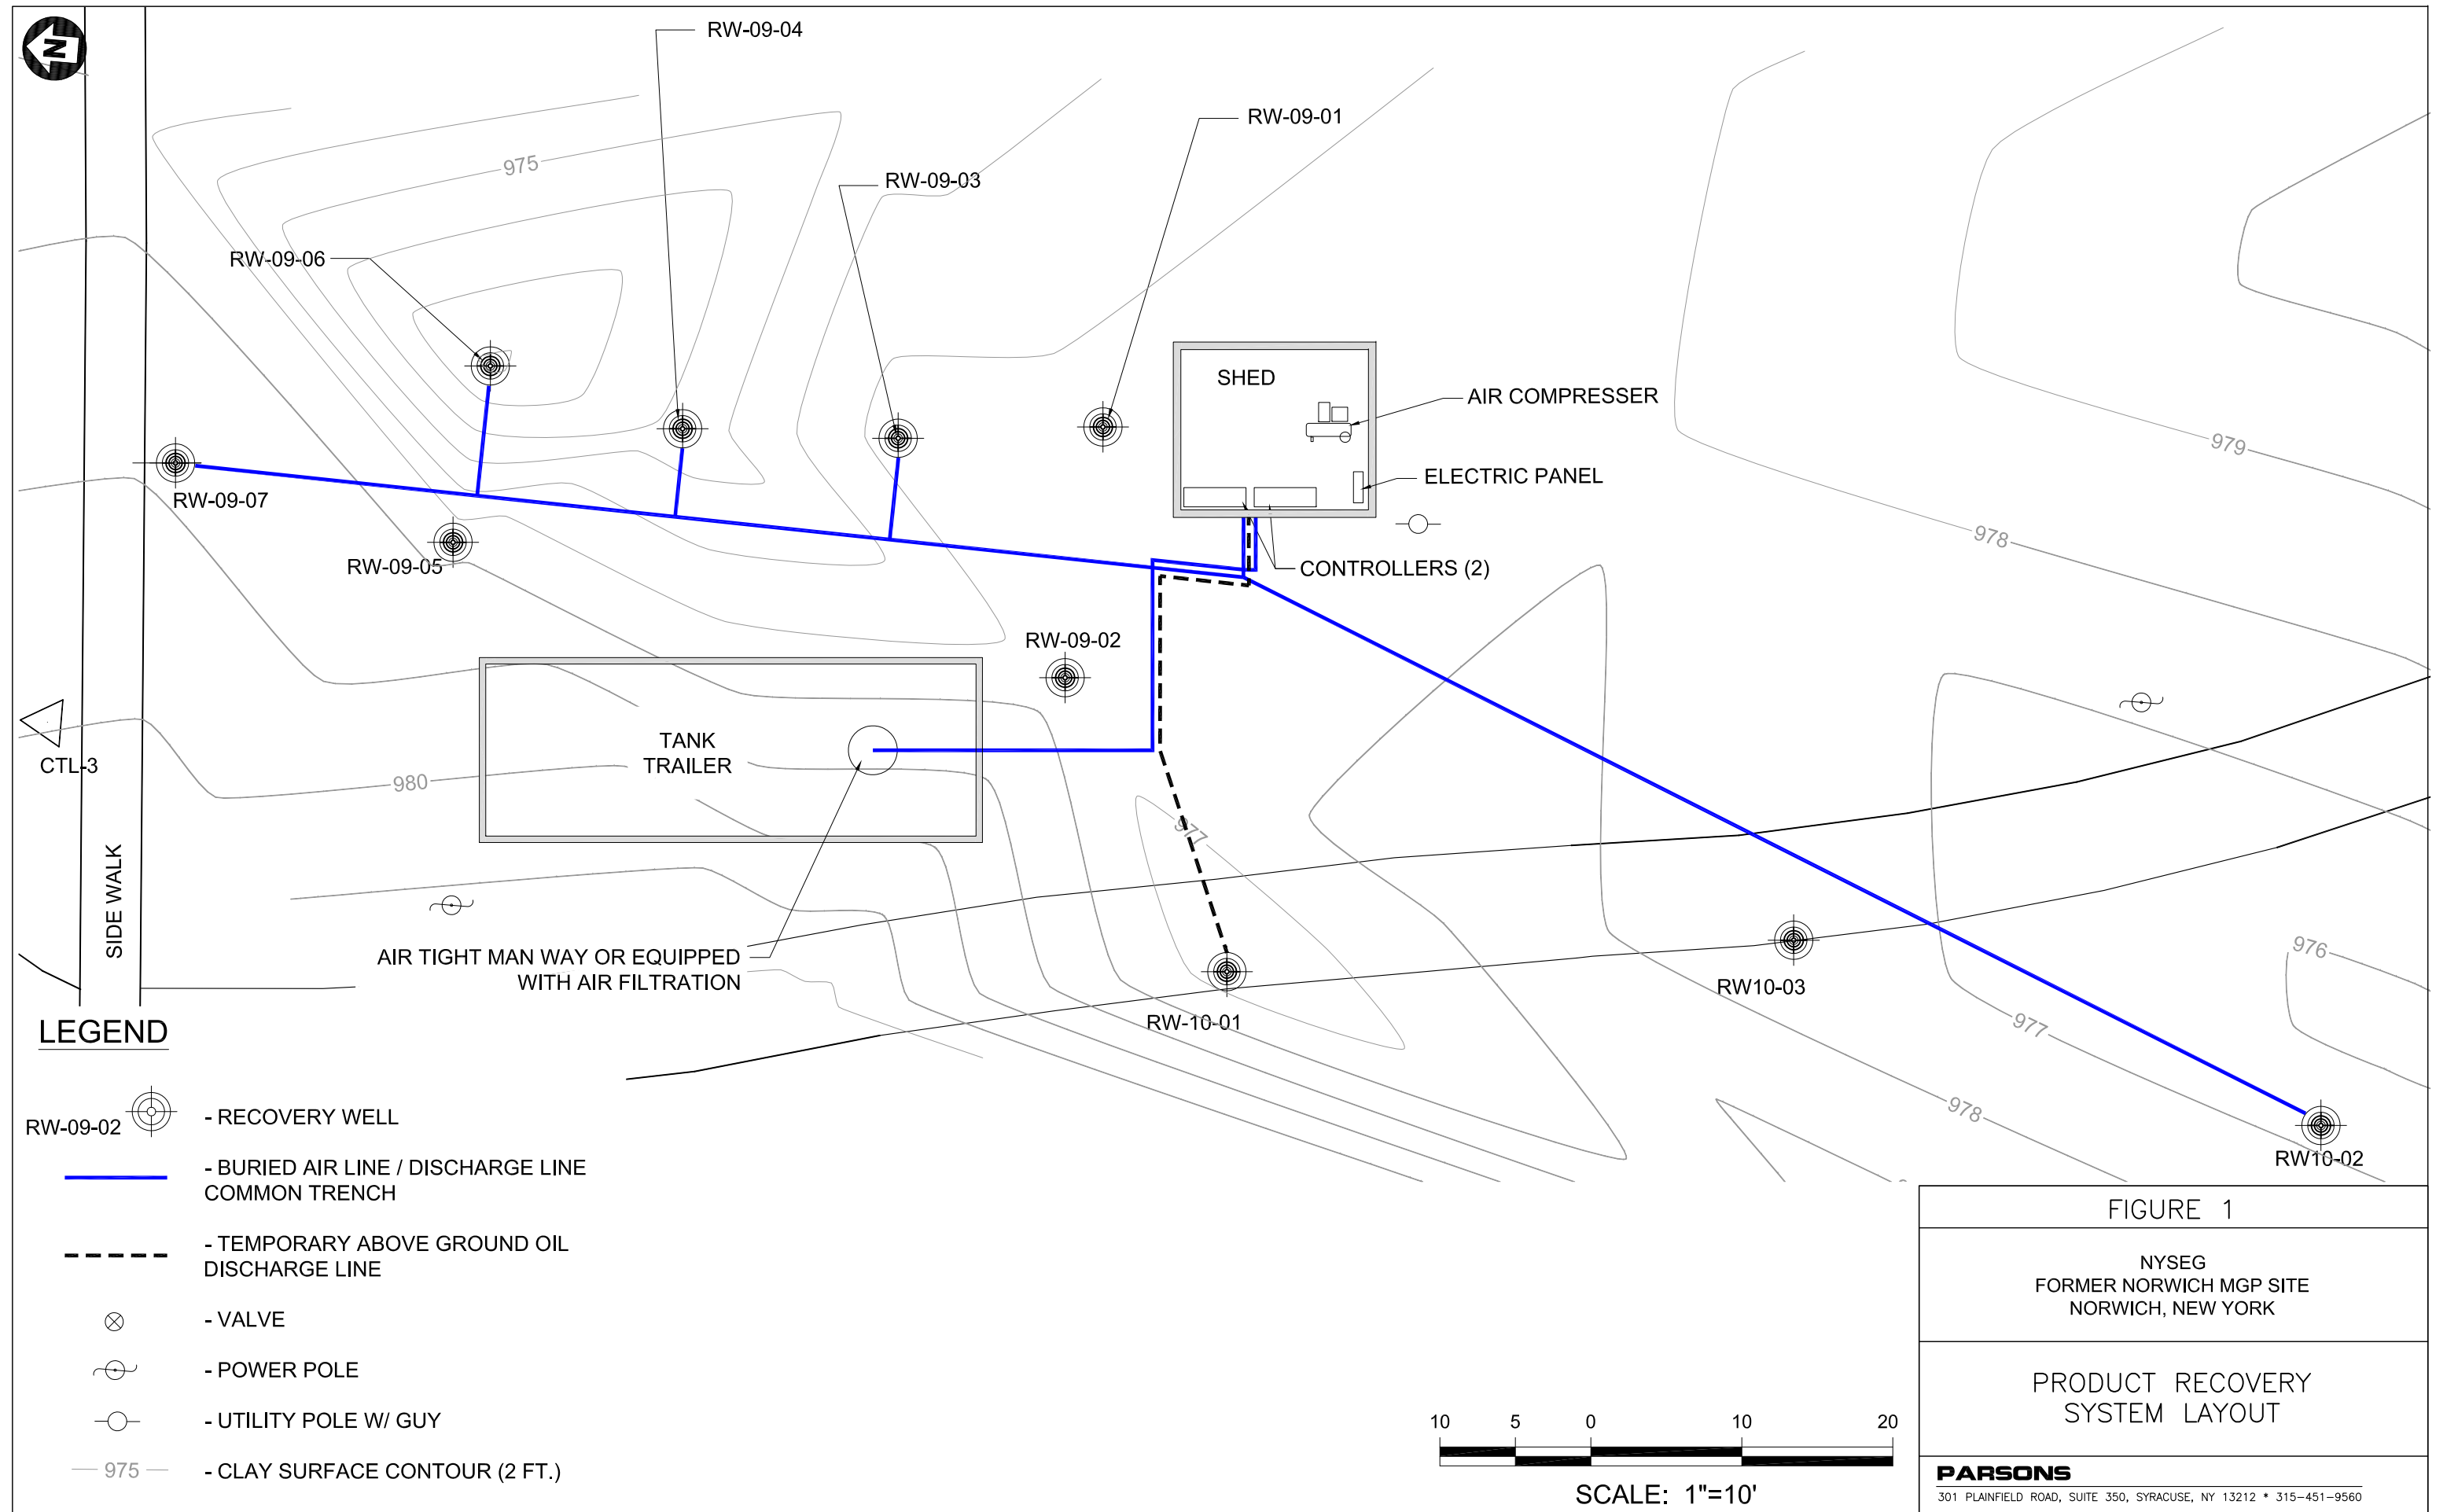 N
RW-09-04
RW-09-01
975
RW-09-03
RW-09-06
SHED
AIR COMPRESSER
979
ELECTRIC PANEL
RW-09-07
978
RW-09-05
CONTROLLERS (2)
RW-09-02
TANK
TRAILER
CTL-3
980
977
SIDE WALK
AIR TIGHT MAN WAY OR EQUIPPED
WITH AIR FILTRATION
976
RW10-03
RW-10-01
977
978
RW10-02
LEGEND
RW-09-02
- RECOVERY WELL
- BURIED AIR LINE / DISCHARGE LINE
COMMON TRENCH
- TEMPORARY ABOVE GROUND OIL
DISCHARGE LINE
- VALVE
- POWER POLE
- UTILITY POLE W/ GUY
975
- CLAY SURFACE CONTOUR (2 FT.)
10 5 0 10 20
SCALE: 1"=10'
FIGURE 1
NYSEG
FORMER NORWICH MGP SITE
NORWICH, NEW YORK
PRODUCT RECOVERY
SYSTEM LAYOUT
PARSONS
301 PLAINFIELD ROAD, SUITE 350, SYRACUSE, NY 13212 * 315-451-9560